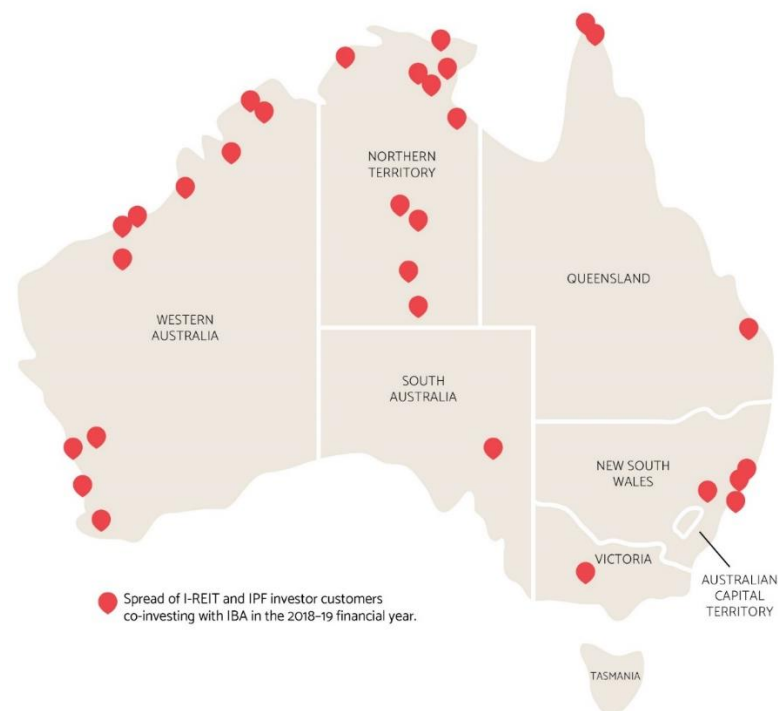 NORTHERN
TERRITORY
QUEENSLAND
WESTERN
AUSTRALIA
SOUTH
AUSTRALIA
NEW SOUTH
WALES
VICTORIA
AUSTRALIAN
CAPITAL
TERRITORY
Spread of I-REIT and IPF investor customers
co-investing with IBA in the 2018–19 financial year.
TASMANIA